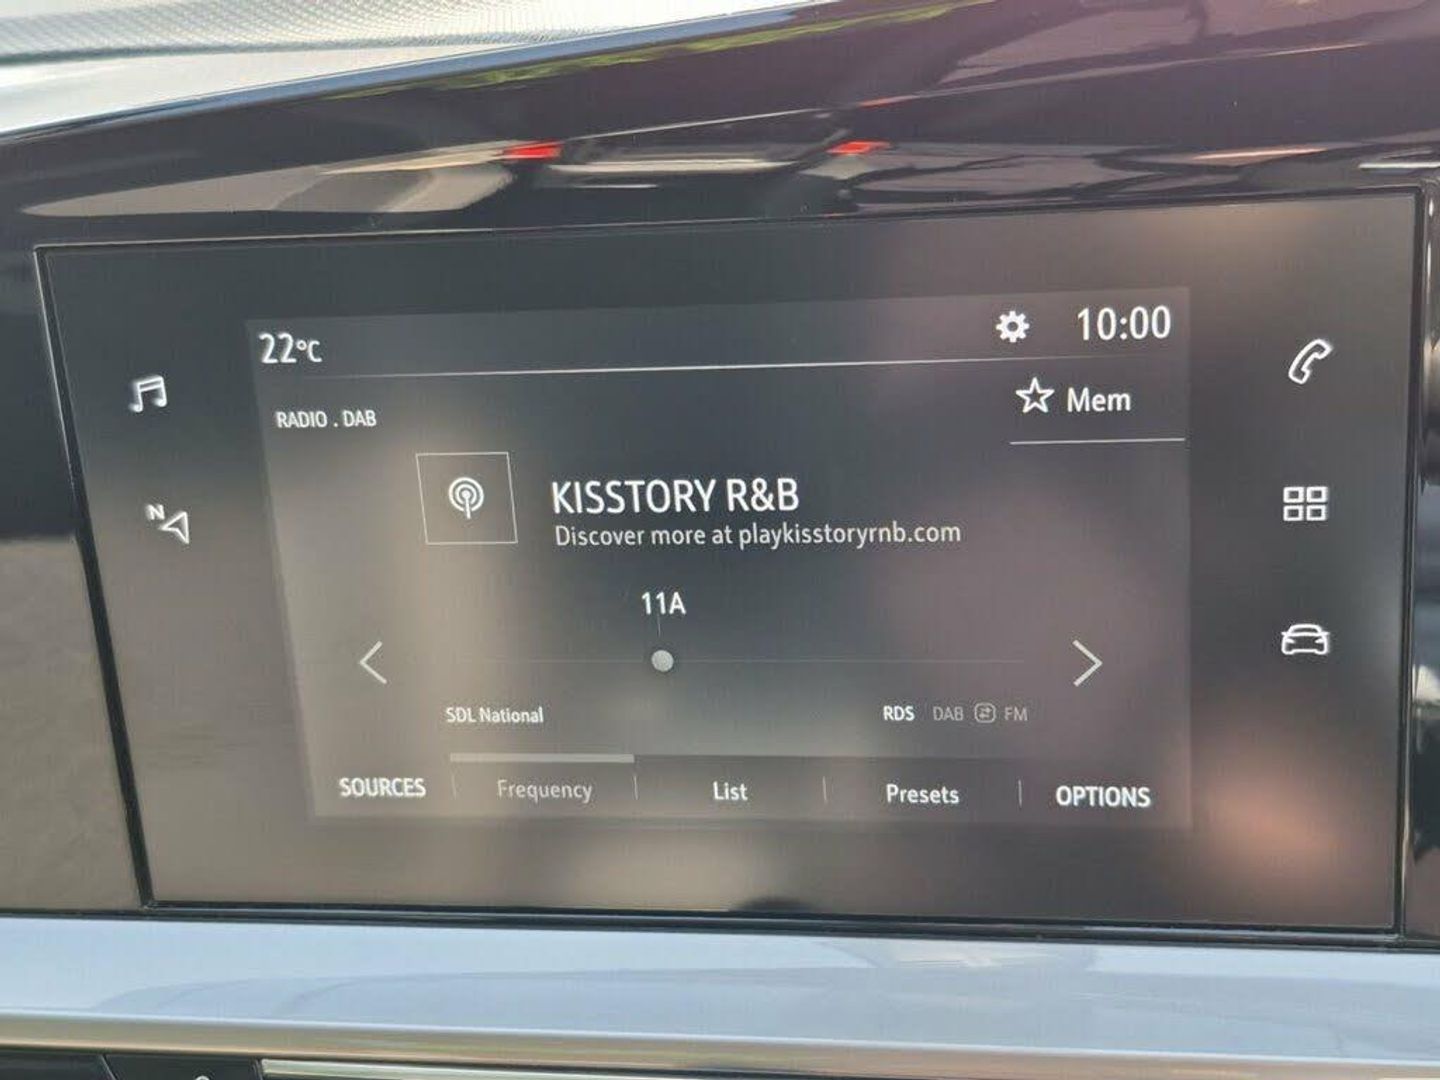 22°C
10:00
RADIO . DAB
Mem
N
KISSTORY R&B
Discover more at playkisstoryrnb.com
11A
SDL National
RDS DAB FM
SOURCES
Frequency
List
Presets
OPTIONS